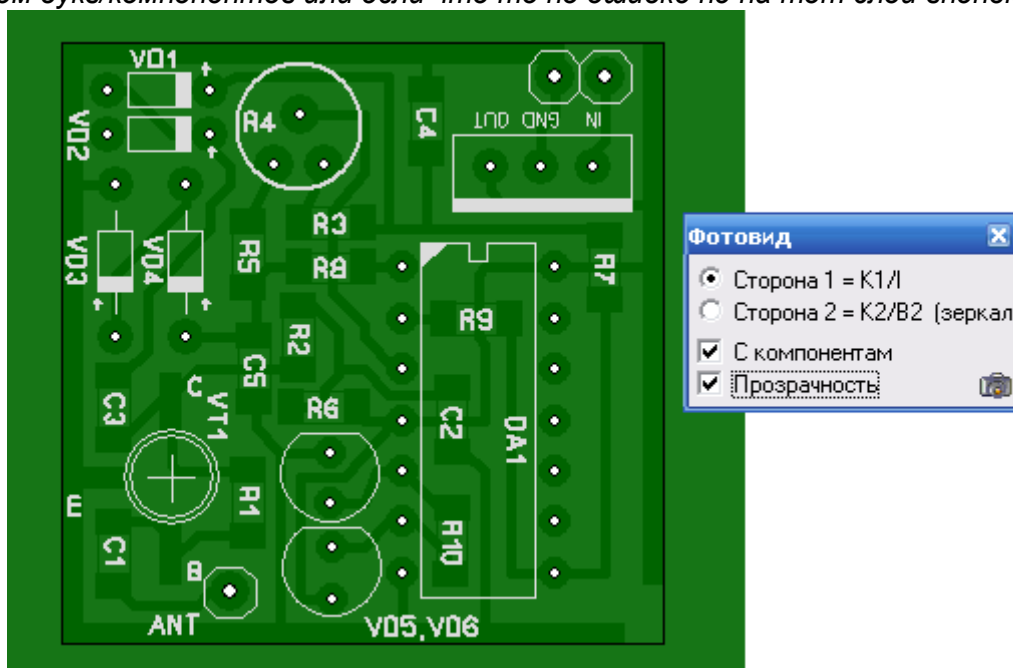 VD1
VD2
R4
C4
OUT GND IN
R3
R5
R8
R7
VD3
VD4
R9
R2
C5
C
VT1
C3
R6
C2
DA1
E
R1
R10
C1
B
ANT
VD5,VD6
Фотовид
Сторона 1 = K1/I
Сторона 2 = K2/B2 (зеркал
С компонентам
Прозрачность